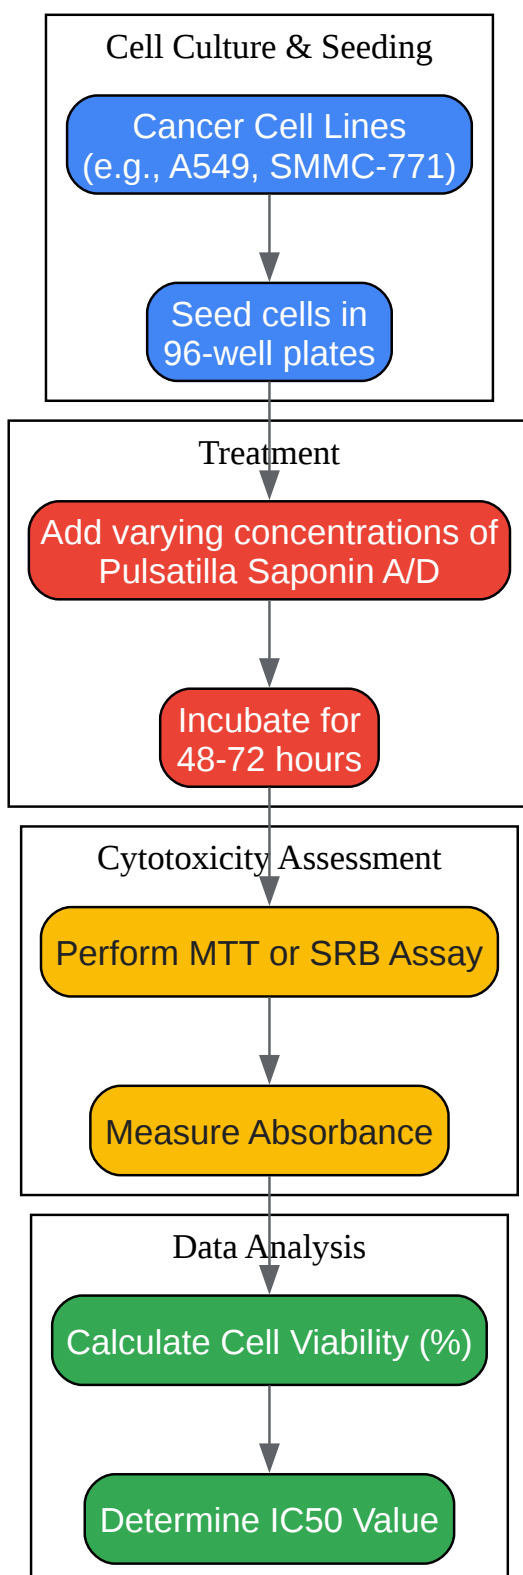 Cell Culture & Seeding
Cancer Cell Lines
(e.g., A549, SMMC-771)
Seed cells in
96-well plates
Treatment
Add varying concentrations of
Pulsatilla Saponin A/D
Incubate for
48-72 hours
Cytotoxicity Assessment
Perform MTT or SRB Assay
Measure Absorbance
Data Analysis
Calculate Cell Viability (%)
Determine IC50 Value